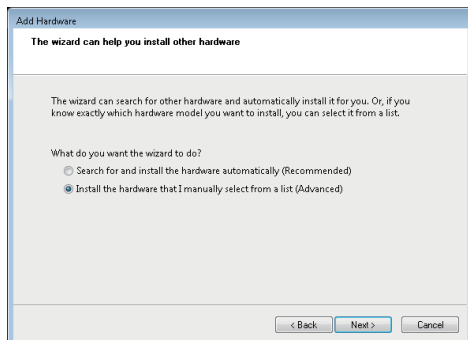 Add Hardware
The wizard can help you install other hardware
The wizard can search for other hardware and automatically install it for you. Or, if you
know exactly which hardware model you want to install, you can select it from a list.
What do you want the wizard to do?
Search for and install the hardware automatically (Recommended)
Install the hardware that I manually select from a list (Advanced)
< Back Next > Cancel